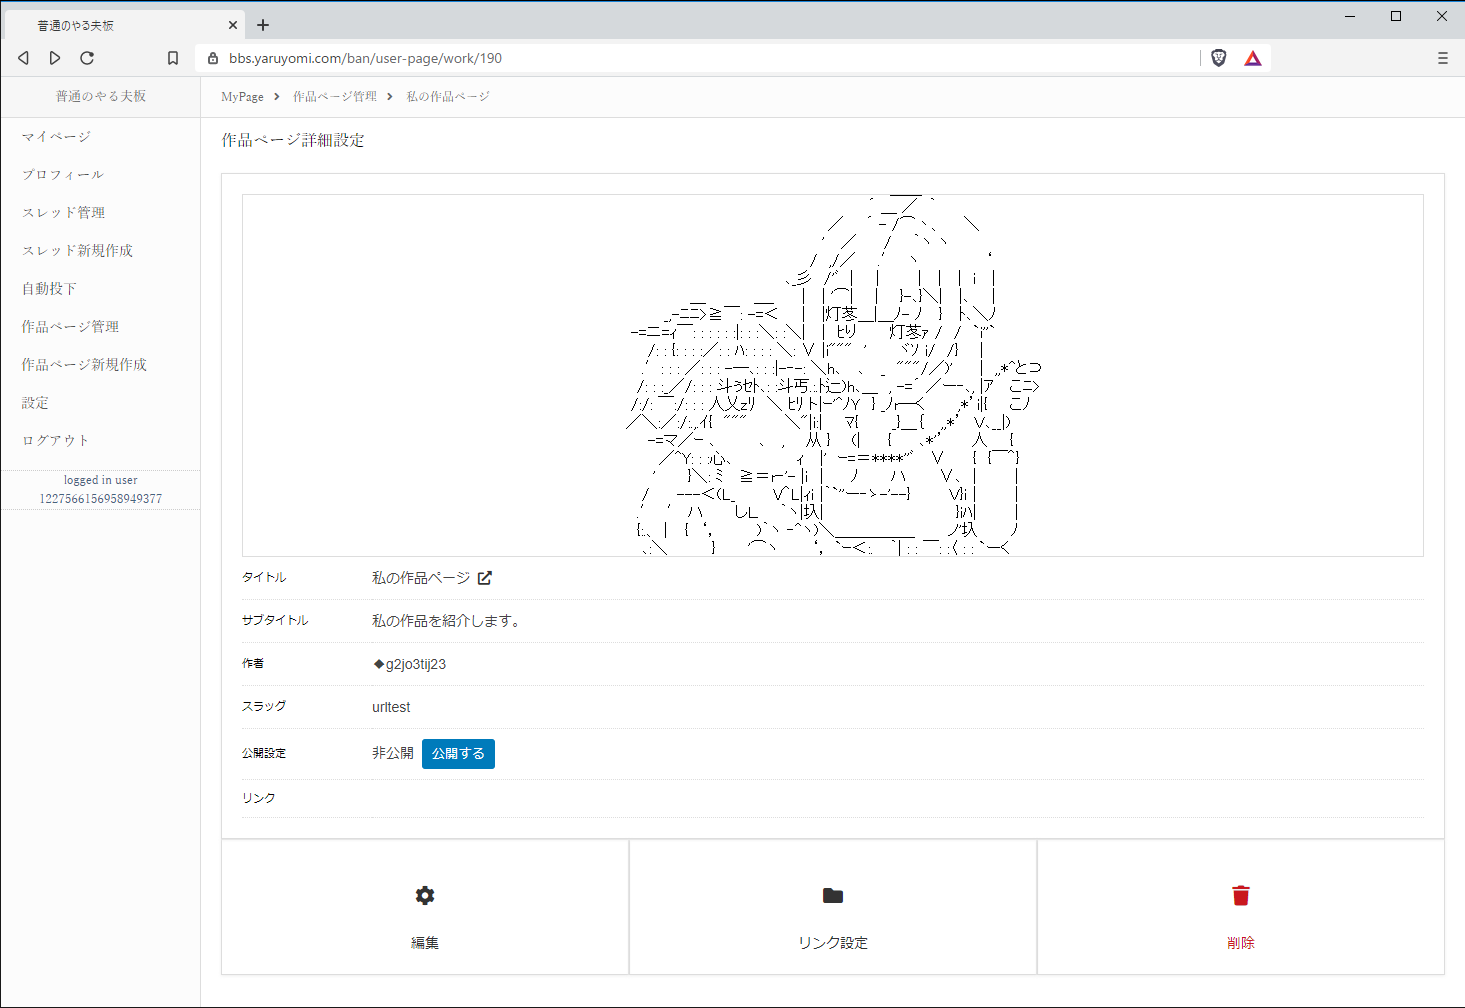 普通のやる夫板
bbs.yaruyomi.com/ban/user-page/work/190
普通のやる夫板
MyPage > 作品ページ管理 > 私の作品ページ
マイページ
プロフィール
スレッド管理
スレッド新規作成
自動投下
作品ページ管理
作品ページ新規作成
設定
ログアウト
logged in user
1227566156958949377
作品ページ詳細設定
タイトル 私の作品ページ
サブタイトル 私の作品を紹介します。
作者 ◆g2jo3tij23
スラッグ urltest
公開設定 非公開 公開する
リンク
編集
リンク設定
削除